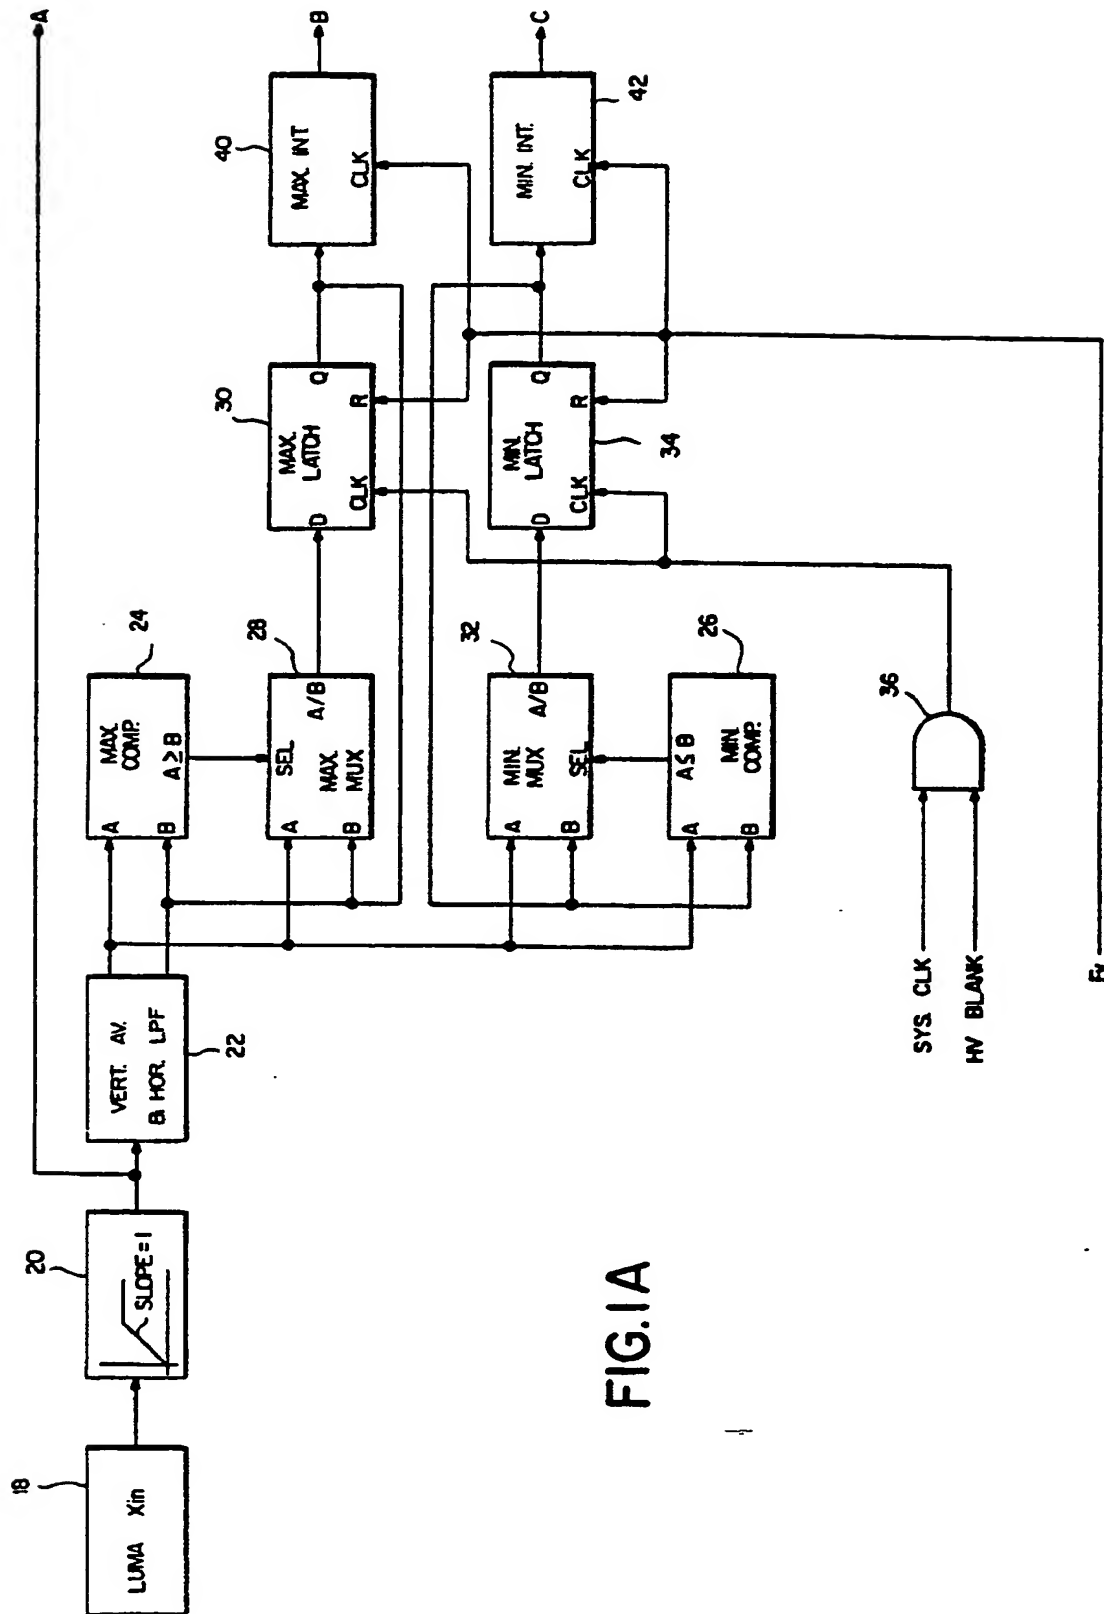 A
18
LUMA Xin
20
SLOPE=1
22
VERT. AV.
& HOR. LPF
24
MAX.
COMP.
A
B
A ≥ B
28
SEL
A/B
MAX.
MUX
A
B
30
MAX.
LATCH
D
Q
CLK
R
40
MAX. INT
CLK
B
32
A
MIN.
MUX
A/B
B
SEL
34
MIN.
LATCH
D
Q
CLK
R
42
MIN. INT.
CLK
C
26
A ≤ B
MIN.
COMP.
A
B
36
SYS. CLK
HV BLANK
Fv
FIG.1A